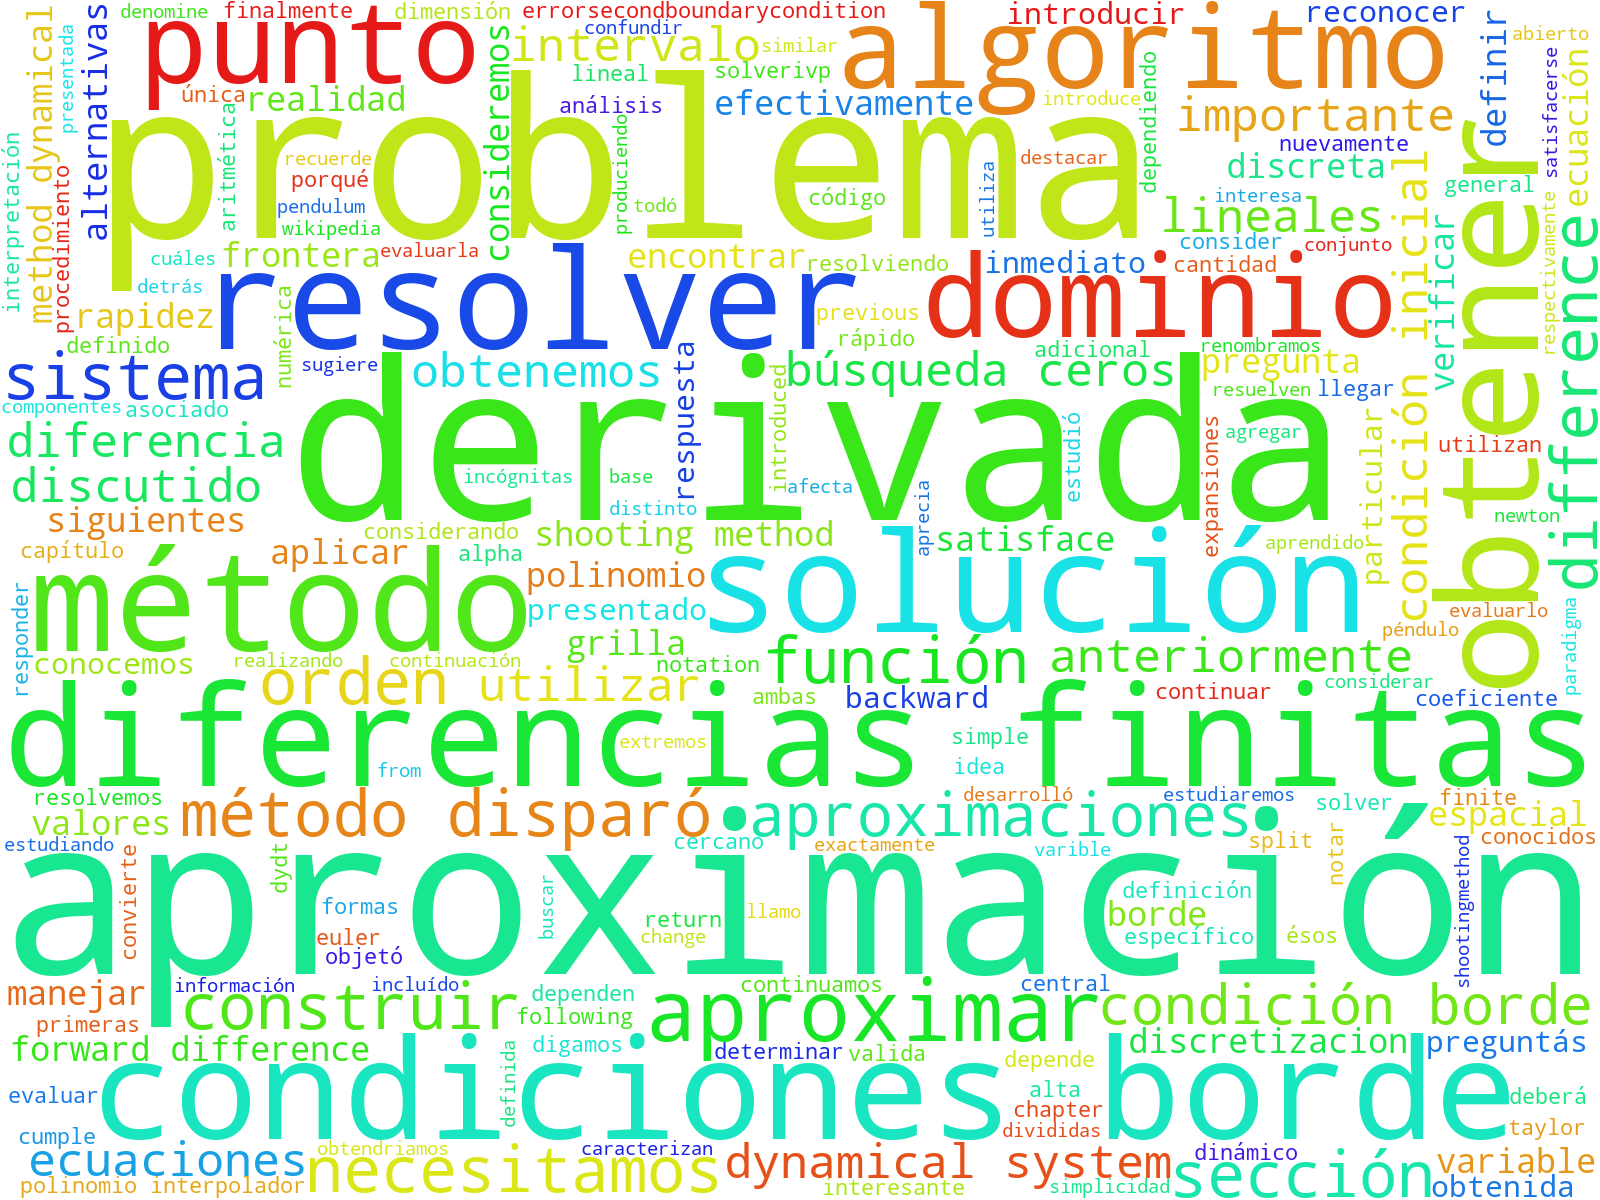 denomine
finalmente
dimensión
errorsecondboundarycondition
introducir
reconocer
confundir
abierto
presentada
method dynamical
alternativas
punto
consideremos
intervalo
similar
algoritmo
definir
ecuación
satisfacerse
lineal
solverivp
única
realidad
análisis
efectivamente
introduce
dependiendo
importante
interpretación
procedimiento
aritmética
problema
produciendo
nuevamente
recuerde
porqué
destacar
discreta
pendulum
wikipedia
todó
código
utiliza
interesa
general
lineales
cuáles
frontera
evaluarla
encontrar
resolviendo
inmediato
consider
cantidad
conjunto
verificar
condición inicial
obtener
respectivamente
difference
detrás
rapidez
numérica
resolver
previous
dominio
definido
rápido
adicional
renombramos
sugiere
pregunta
sistema
obtenemos
respuesta
introduced
búsqueda ceros
resuelven
llegar
componentes
asociado
diferencia
derivada
estudió
expansiones
agregar
particular
utilizan
discutido
incógnitas
base
afecta
distinto
aprecia
siguientes
considerando
shooting method
solución
satisface
aprendido
newton
capítulo
aplicar
alpha
método
polinomio
presentado
evaluarlo
responder
péndulo
paradigma
grilla
conocemos
realizando
continuación
notation
función
anteriormente
orden
utilizar
ambas
backward
continuar
considerar
coeficiente
diferencias finitas
extremos
simple
from
idea
resolvemos
valores
método disparó
aproximaciones
desarrolló
estudiaremos
solver
finite
espacial
estudiando
convierte
dydt
cercano
exactamente
varible
split
notar
conocidos
shootingmethod
aproximación
formas
buscar
llamo
definición
borde
euler
return
change
específico
ésos
objetó
manejar
información
incluído
construir
dependen
continuamos
central
aproximar
condición borde
primeras
following
forward difference
definida
digamos
determinar
valida
depende
discretizacion
preguntás
evaluar
condiciones borde
alta
chapter
deberá
cumple
divididas
taylor
obtendriamos
caracterizan
dinámico
ecuaciones
necesitamos
dynamical system
sección
variable
polinomio interpolador
interesante
simplicidad
obtenida